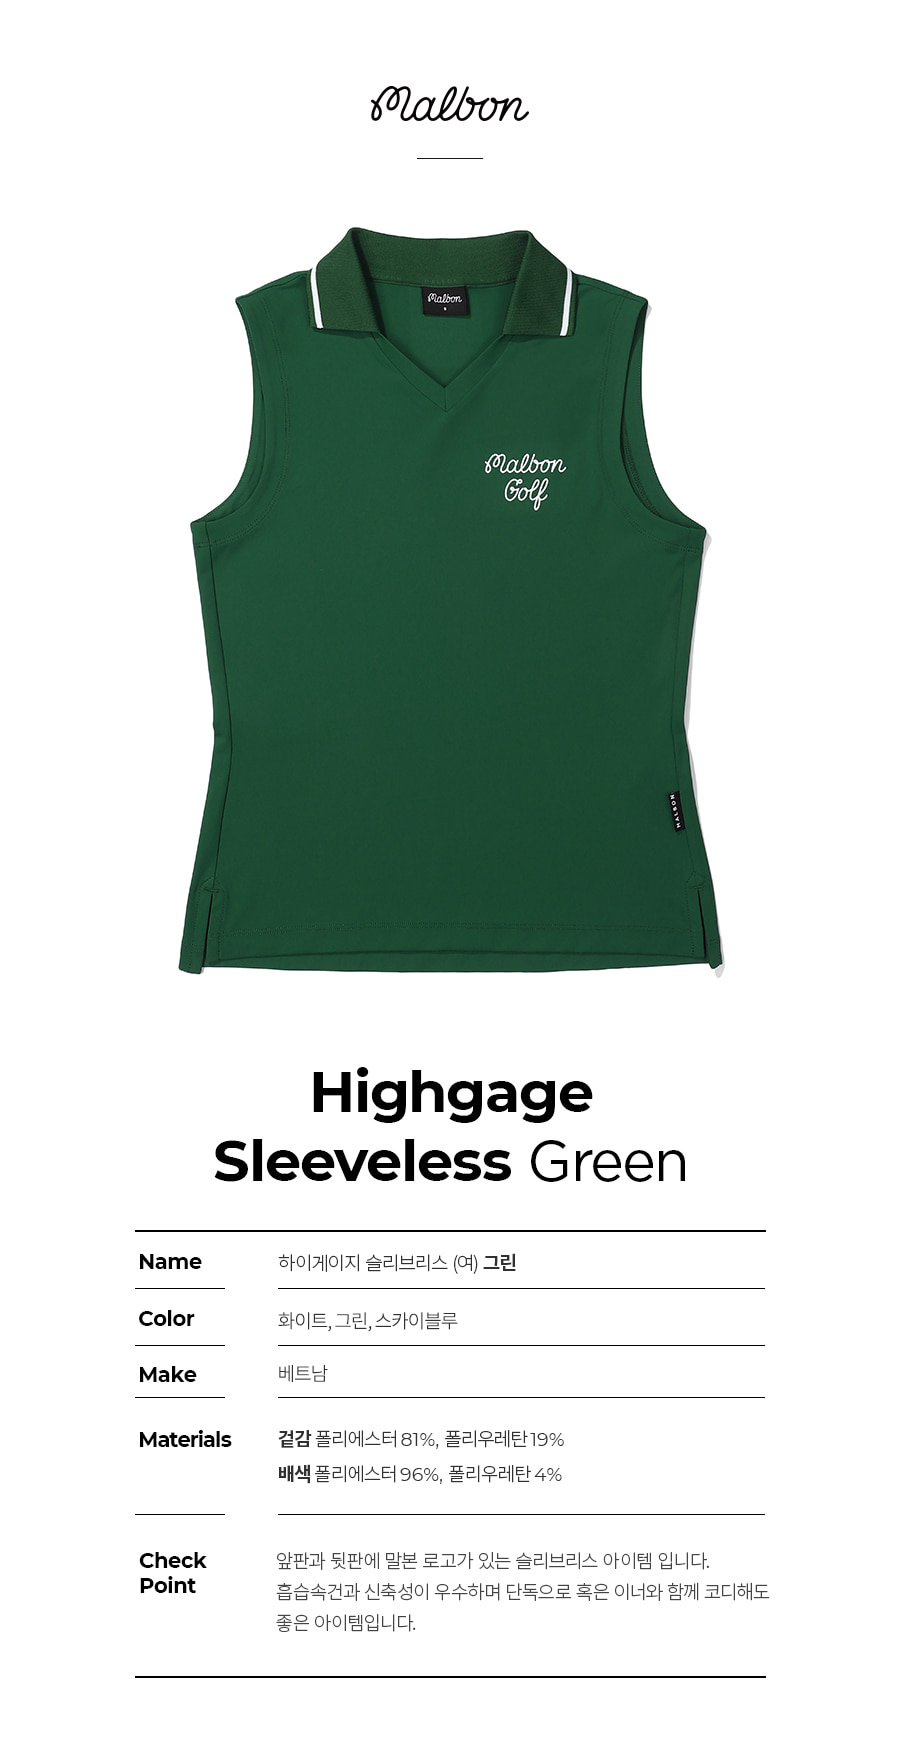 Malbon
Malbon
Malbon
Golf
MALBON
Highgage
Sleeveless Green
Name 하이게이지 슬리브리스 (여) 그린
Color 화이트, 그린, 스카이블루
Make 베트남
Materials 겉감 폴리에스터 81%, 폴리우레탄 19%
배색 폴리에스터 96%, 폴리우레탄 4%
Check
Point
앞판과 뒷판에 말본 로고가 있는 슬리브리스 아이템 입니다.
흡습속건과 신축성이 우수하며 단독으로 혹은 이너와 함께 코디해도
좋은 아이템입니다.